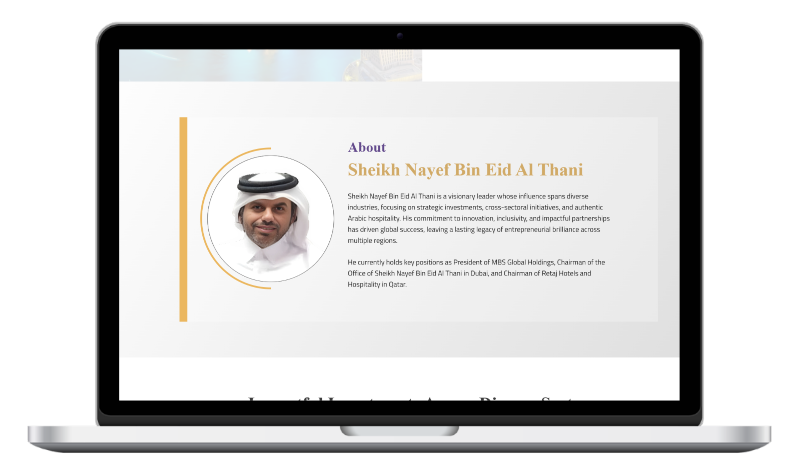 About
Sheikh Nayef Bin Eid Al Thani
Sheikh Nayef Bin Eid Al Thani is a visionary leader whose influence spans diverse
industries, focusing on strategic investments, cross-sectoral initiatives, and authentic
Arabic hospitality. His commitment to innovation, inclusivity, and impactful partnerships
has driven global success, leaving a lasting legacy of entrepreneurial brilliance across
multiple regions.
He currently holds key positions as President of MBS Global Holdings, Chairman of the
Office of Sheikh Nayef Bin Eid Al Thani in Dubai, and Chairman of Retaj Hotels and
Hospitality in Qatar.